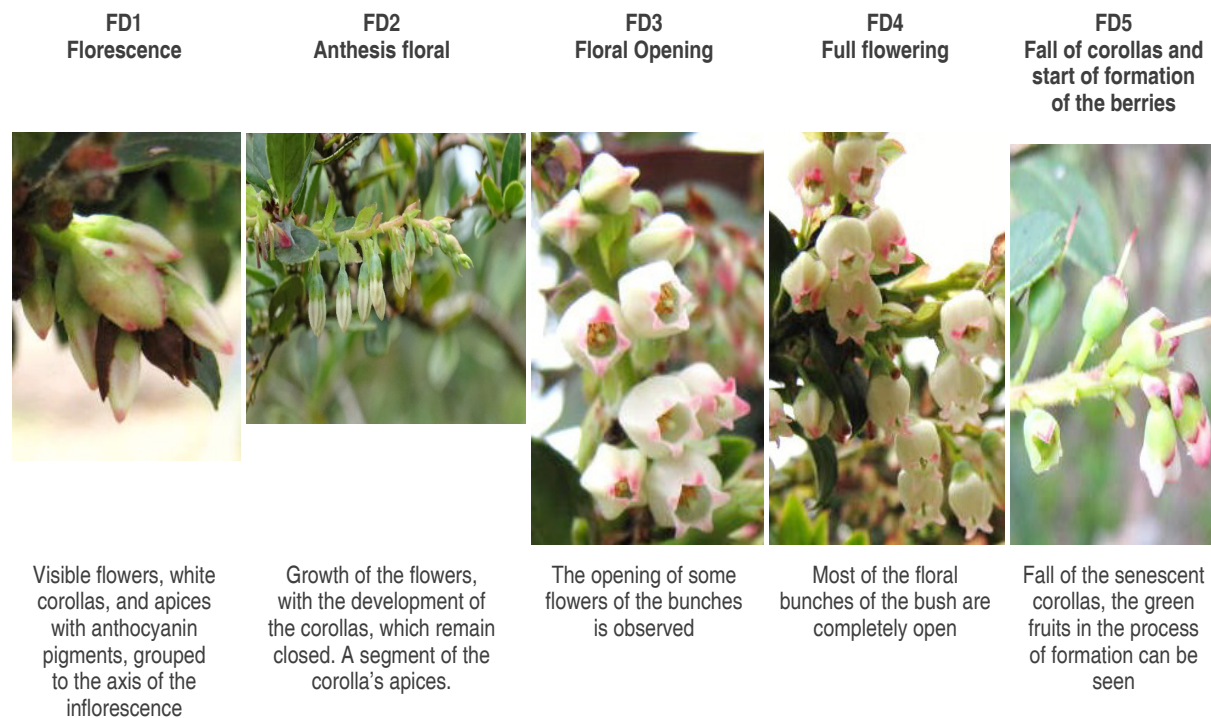 FD1
Florescence
FD2
Anthesis floral
FD3
Floral Opening
FD4
Full flowering
FD5
Fall of corollas and
start of formation
of the berries
Visible flowers, white
corollas, and apices
with anthocyanin
pigments, grouped
to the axis of the
inflorescence
Growth of the flowers,
with the development of
the corollas, which remain
closed. A segment of the
corolla's apices.
The opening of some
flowers of the bunches
is observed
Most of the floral
bunches of the bush are
completely open
Fall of the senescent
corollas, the green
fruits in the process
of formation can be
seen